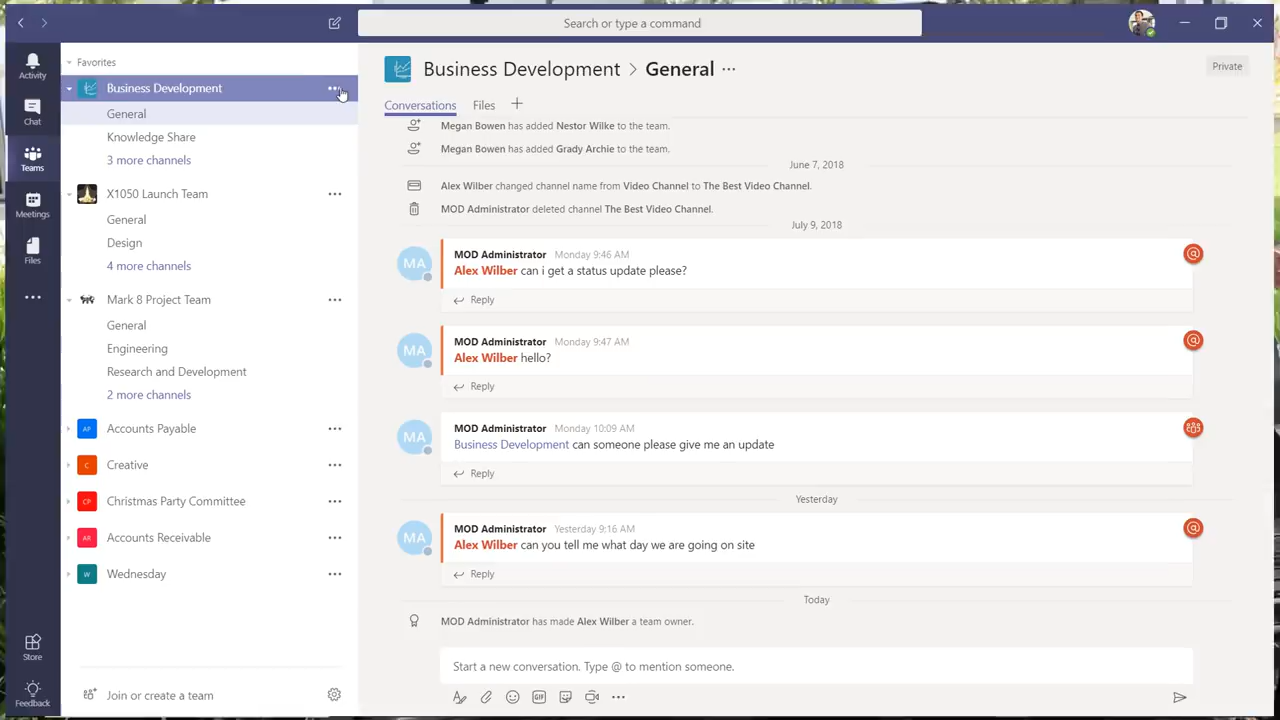 Search or type a command
Activity
Chat
Teams
Meetings
Files
Store
Feedback
Favorites
Business Development
General
Knowledge Share
3 more channels
X1050 Launch Team
General
Design
4 more channels
Mark 8 Project Team
General
Engineering
Research and Development
2 more channels
AP Accounts Payable
C Creative
CP Christmas Party Committee
AR Accounts Receivable
W Wednesday
Join or create a team
Business Development > General ···
Private
Conversations Files +
Megan Bowen has added Nestor Wilke to the team.
Megan Bowen has added Grady Archie to the team.
June 7, 2018
Alex Wilber changed channel name from Video Channel to The Best Video Channel.
MOD Administrator deleted channel The Best Video Channel.
July 9, 2018
MA MOD Administrator Monday 9:46 AM
Alex Wilber can i get a status update please?
Reply
MA MOD Administrator Monday 9:47 AM
Alex Wilber hello?
Reply
MA MOD Administrator Monday 10:09 AM
Business Development can someone please give me an update
Reply
Yesterday
MA MOD Administrator Yesterday 9:16 AM
Alex Wilber can you tell me what day we are going on site
Reply
Today
MOD Administrator has made Alex Wilber a team owner.
Start a new conversation. Type @ to mention someone.
GIF